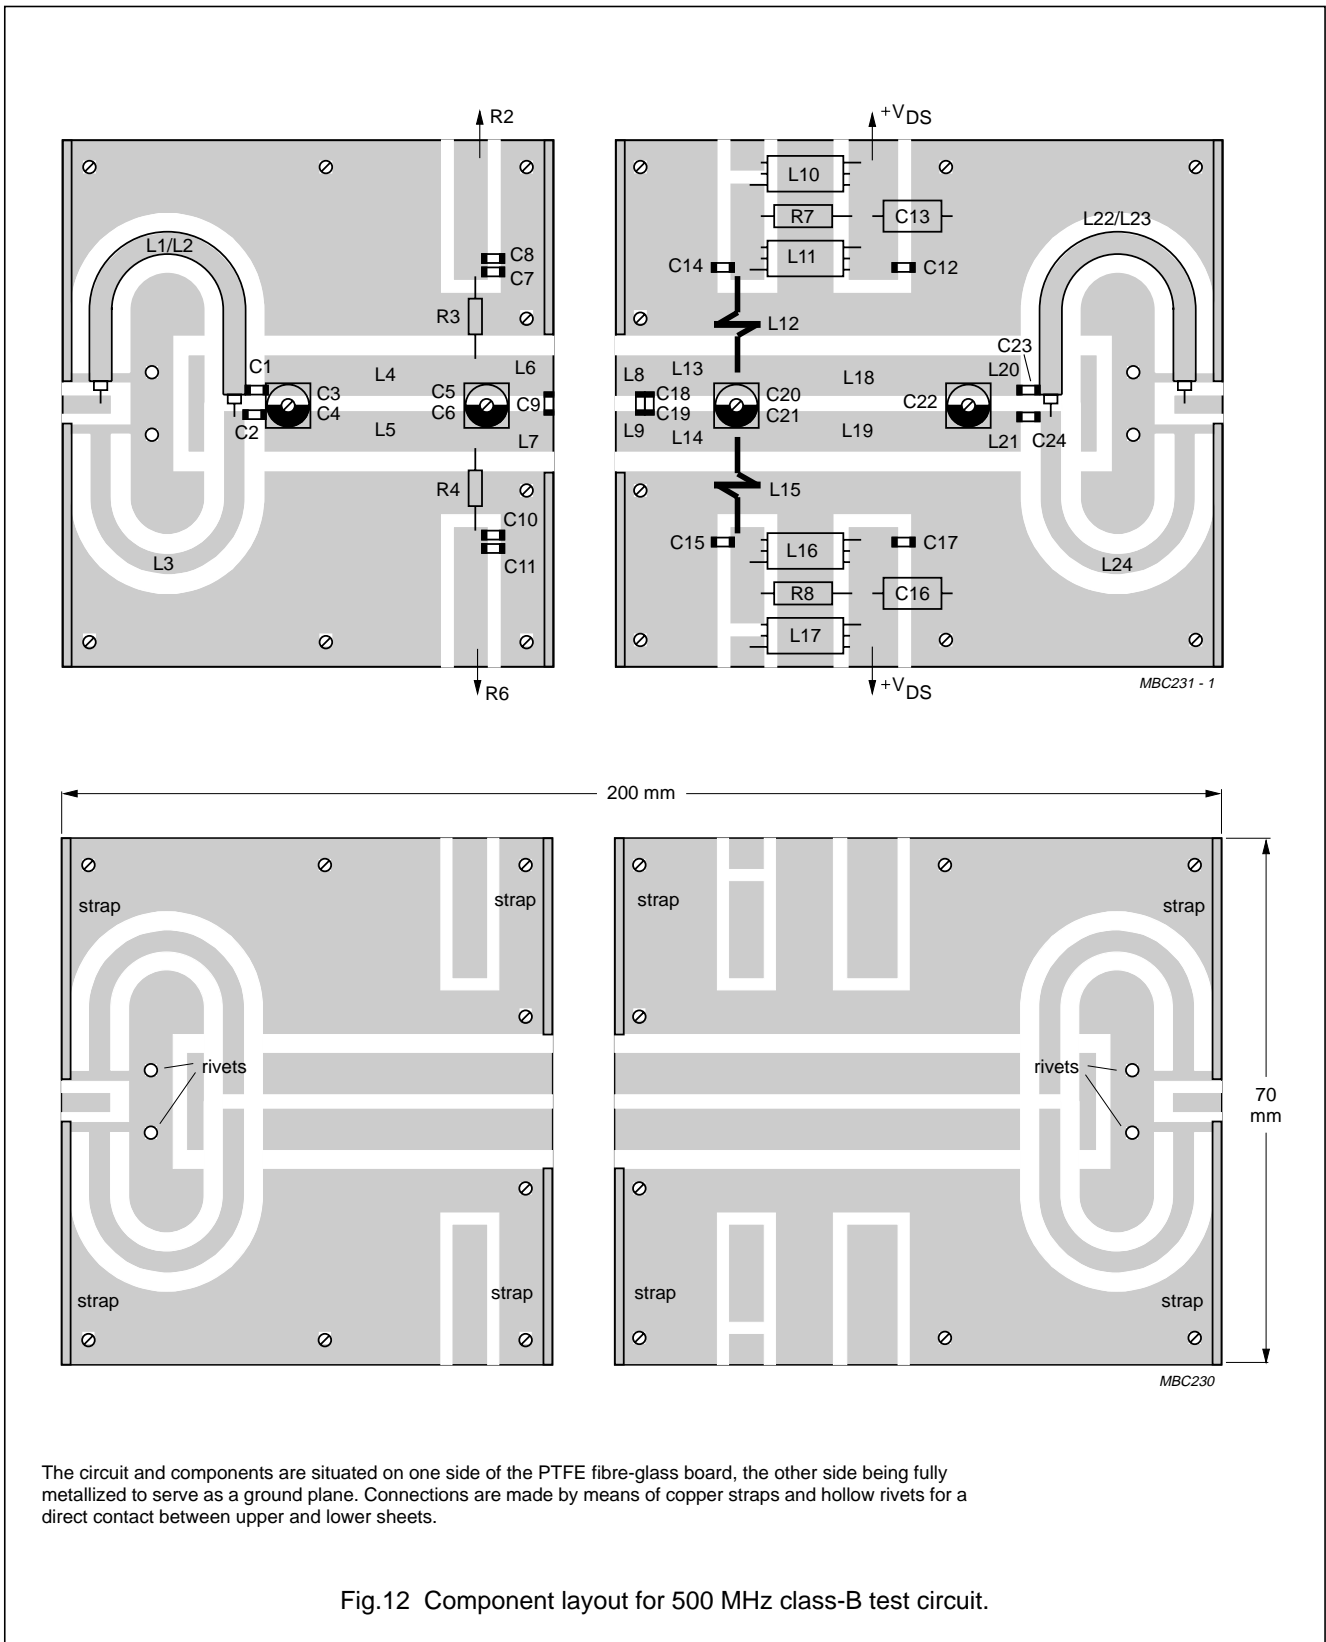 R2
+VDS
L10
R7
C13
L22/L23
L1/L2
C8
C7
C14
L11
C12
R3
L12
C23
C1
L4
L6
L8
L13
L18
L20
C3
C4
C5
C6
C9
C18
C19
C20
C21
C22
C2
L5
L7
L9
L14
L19
L21
C24
R4
L15
C10
C11
C15
L16
C17
L3
R8
C16
L24
L17
R6
+VDS
MBC231 - 1
200 mm
strap
strap
strap
strap
rivets
rivets
70
mm
strap
strap
strap
strap
MBC230
The circuit and components are situated on one side of the PTFE fibre-glass board, the other side being fully
metallized to serve as a ground plane. Connections are made by means of copper straps and hollow rivets for a
direct contact between upper and lower sheets.
Fig.12 Component layout for 500 MHz class-B test circuit.